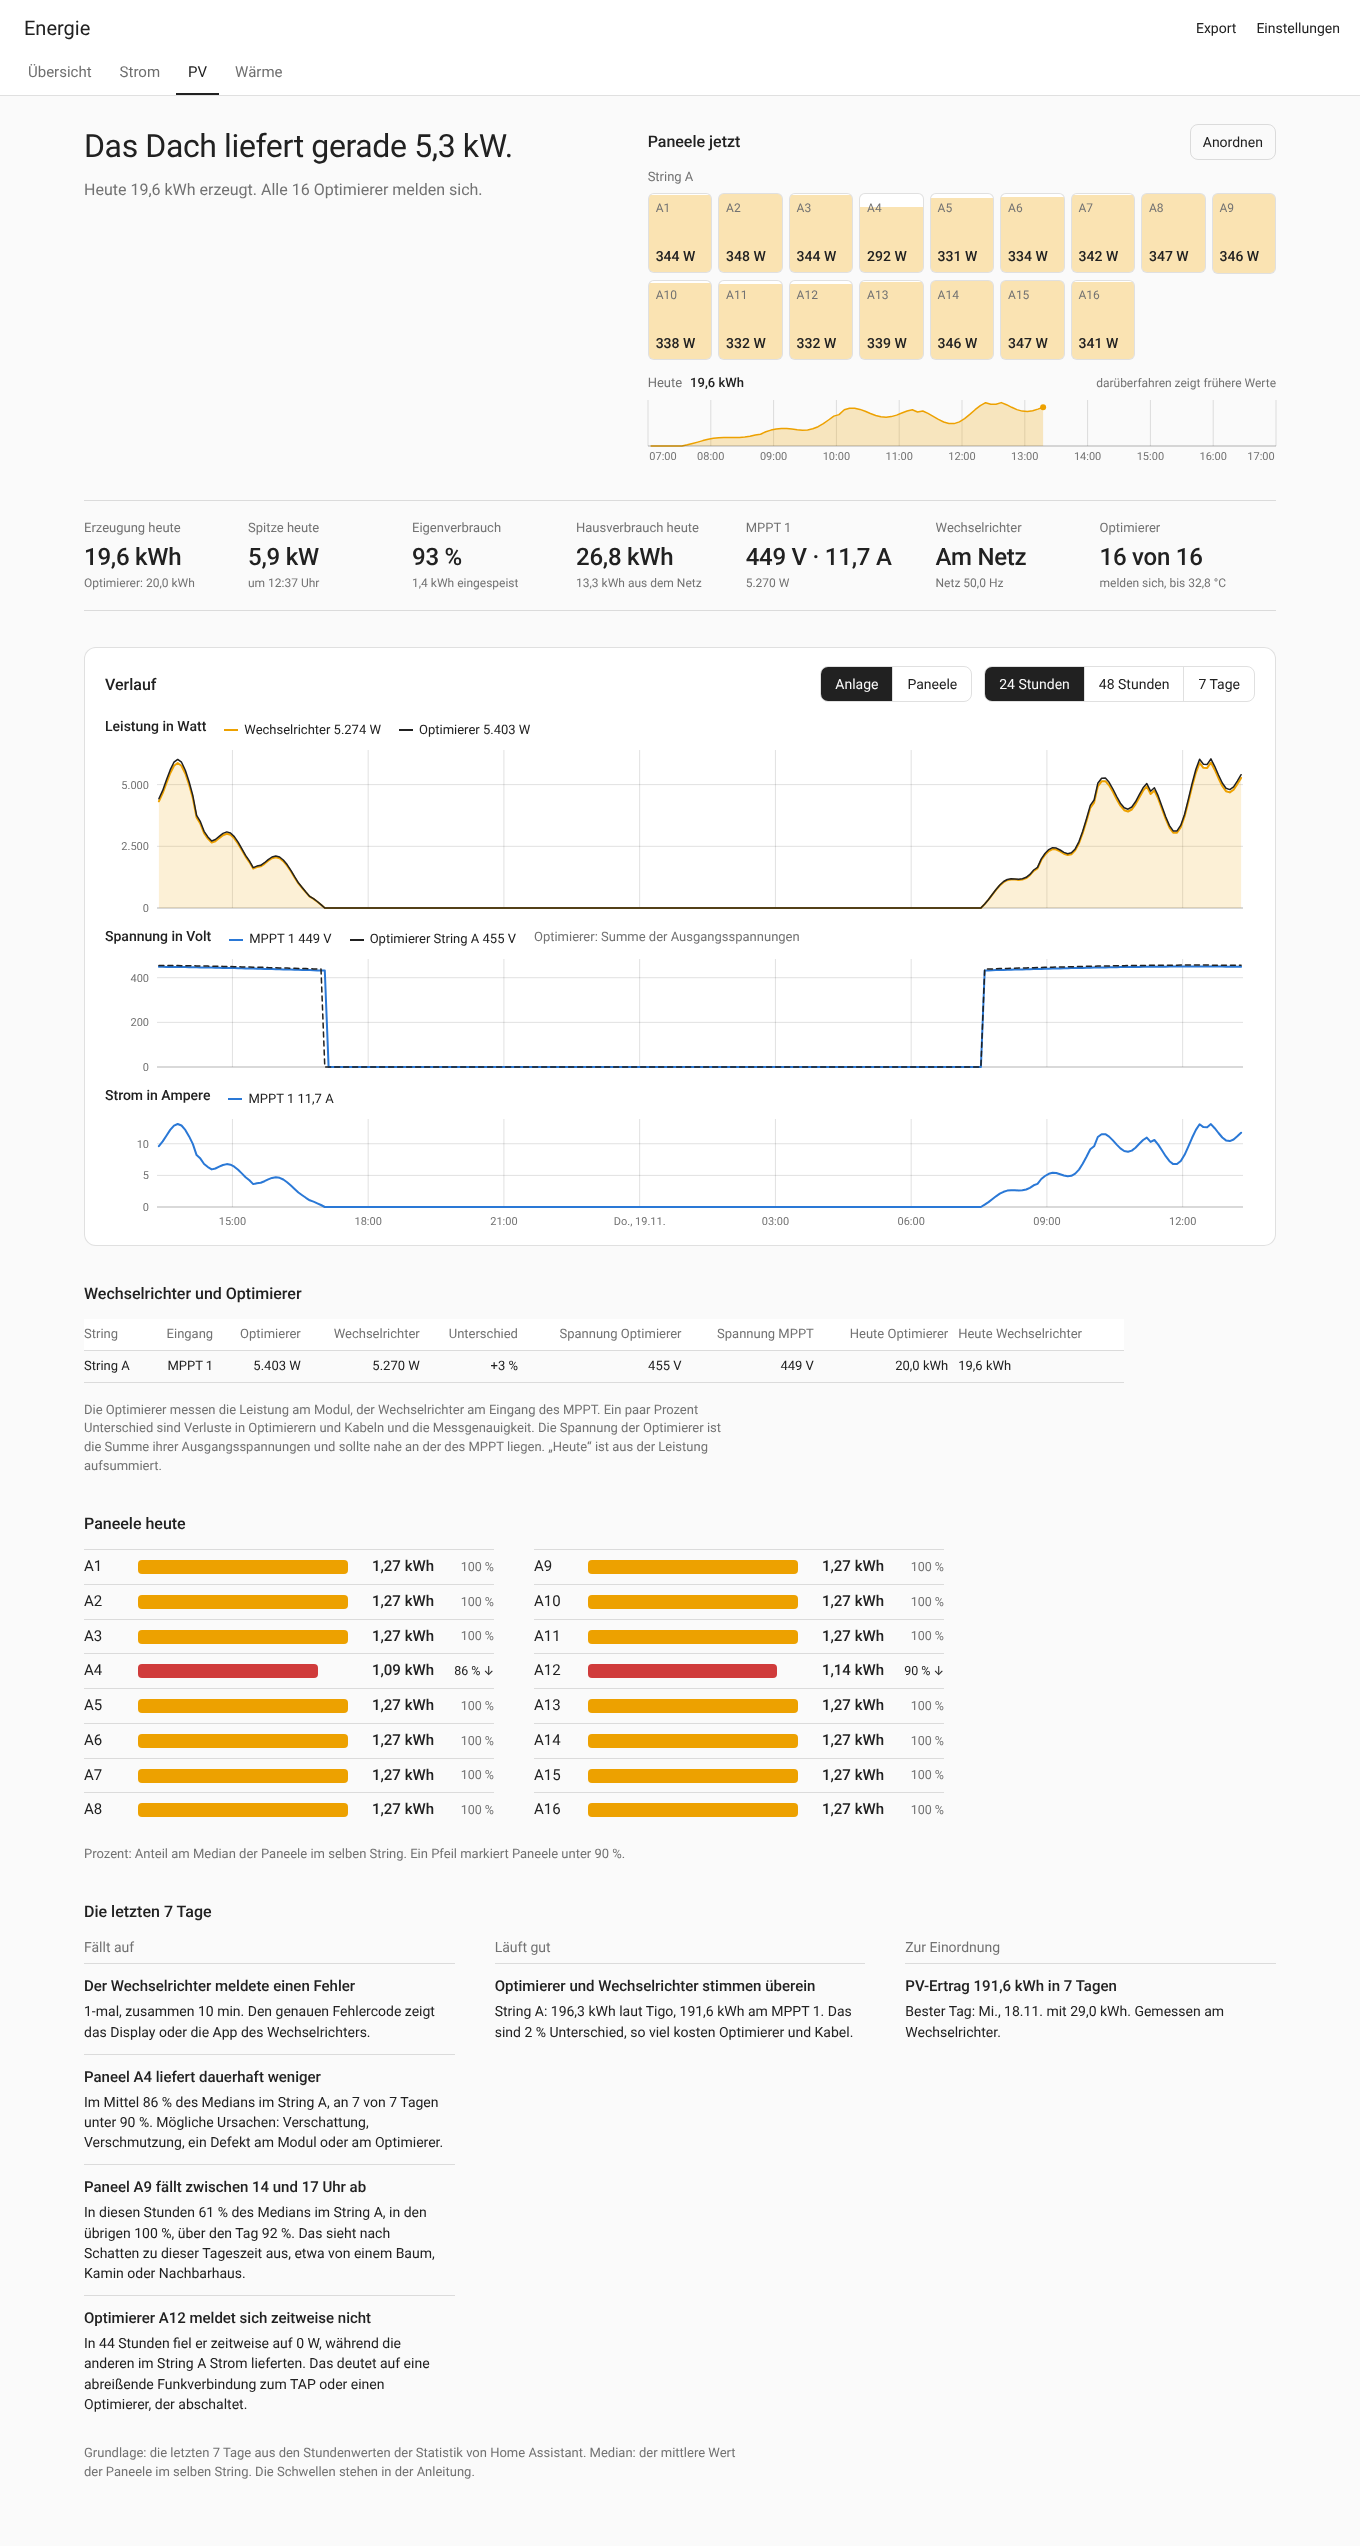 Energie
Export Einstellungen
Übersicht Strom PV Wärme
Das Dach liefert gerade 5,3 kW.
Heute 19,6 kWh erzeugt. Alle 16 Optimierer melden sich.
Paneele jetzt
Anordnen
String A
A1 A2 A3 A4 A5 A6 A7 A8 A9
344 W 348 W 344 W 292 W 331 W 334 W 342 W 347 W 346 W
A10 A11 A12 A13 A14 A15 A16
338 W 332 W 332 W 339 W 346 W 347 W 341 W
Heute 19,6 kWh
darüberfahren zeigt frühere Werte
07:00 08:00 09:00 10:00 11:00 12:00 13:00 14:00 15:00 16:00 17:00
Erzeugung heute Spitze heute Eigenverbrauch Hausverbrauch heute MPPT 1 Wechselrichter Optimierer
19,6 kWh 5,9 kW 93 % 26,8 kWh 449 V · 11,7 A Am Netz 16 von 16
Optimierer: 20,0 kWh um 12:37 Uhr 1,4 kWh eingespeist 13,3 kWh aus dem Netz 5.270 W Netz 50,0 Hz melden sich, bis 32,8 °C
Verlauf
Anlage Paneele 24 Stunden 48 Stunden 7 Tage
Leistung in Watt Wechselrichter 5.274 W Optimierer 5.403 W
5.000
2.500
0
Spannung in Volt MPPT 1 449 V Optimierer String A 455 V Optimierer: Summe der Ausgangsspannungen
400
200
0
Strom in Ampere MPPT 1 11,7 A
10
5
0
15:00 18:00 21:00 Do., 19.11. 03:00 06:00 09:00 12:00
Wechselrichter und Optimierer
String Eingang Optimierer Wechselrichter Unterschied Spannung Optimierer Spannung MPPT Heute Optimierer Heute Wechselrichter
String A MPPT 1 5.403 W 5.270 W +3 % 455 V 449 V 20,0 kWh 19,6 kWh
Die Optimierer messen die Leistung am Modul, der Wechselrichter am Eingang des MPPT. Ein paar Prozent
Unterschied sind Verluste in Optimierern und Kabeln und die Messgenauigkeit. Die Spannung der Optimierer ist
die Summe ihrer Ausgangsspannungen und sollte nahe an der des MPPT liegen. „Heute“ ist aus der Leistung
aufsummiert.
Paneele heute
A1 1,27 kWh 100 %
A2 1,27 kWh 100 %
A3 1,27 kWh 100 %
A4 1,09 kWh 86 % ↓
A5 1,27 kWh 100 %
A6 1,27 kWh 100 %
A7 1,27 kWh 100 %
A8 1,27 kWh 100 %
A9 1,27 kWh 100 %
A10 1,27 kWh 100 %
A11 1,27 kWh 100 %
A12 1,14 kWh 90 % ↓
A13 1,27 kWh 100 %
A14 1,27 kWh 100 %
A15 1,27 kWh 100 %
A16 1,27 kWh 100 %
Prozent: Anteil am Median der Paneele im selben String. Ein Pfeil markiert Paneele unter 90 %.
Die letzten 7 Tage
Fällt auf
Der Wechselrichter meldete einen Fehler
1-mal, zusammen 10 min. Den genauen Fehlercode zeigt
das Display oder die App des Wechselrichters.
Paneel A4 liefert dauerhaft weniger
Im Mittel 86 % des Medians im String A, an 7 von 7 Tagen
unter 90 %. Mögliche Ursachen: Verschattung,
Verschmutzung, ein Defekt am Modul oder am Optimierer.
Paneel A9 fällt zwischen 14 und 17 Uhr ab
In diesen Stunden 61 % des Medians im String A, in den
übrigen 100 %, über den Tag 92 %. Das sieht nach
Schatten zu dieser Tageszeit aus, etwa von einem Baum,
Kamin oder Nachbarhaus.
Optimierer A12 meldet sich zeitweise nicht
In 44 Stunden fiel er zeitweise auf 0 W, während die
anderen im String A Strom lieferten. Das deutet auf eine
abreißende Funkverbindung zum TAP oder einen
Optimierer, der abschaltet.
Läuft gut
Optimierer und Wechselrichter stimmen überein
String A: 196,3 kWh laut Tigo, 191,6 kWh am MPPT 1. Das
sind 2 % Unterschied, so viel kosten Optimierer und Kabel.
Zur Einordnung
PV-Ertrag 191,6 kWh in 7 Tagen
Bester Tag: Mi., 18.11. mit 29,0 kWh. Gemessen am
Wechselrichter.
Grundlage: die letzten 7 Tage aus den Stundenwerten der Statistik von Home Assistant. Median: der mittlere Wert
der Paneele im selben String. Die Schwellen stehen in der Anleitung.